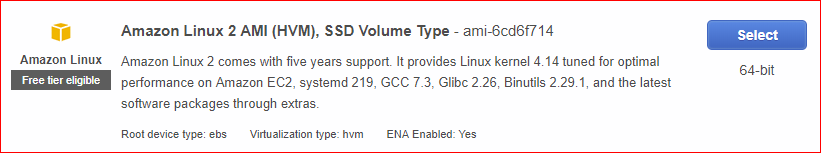 Amazon Linux
Free tier eligible
Amazon Linux 2 AMI (HVM), SSD Volume Type - ami-6cd6f714
Amazon Linux 2 comes with five years support. It provides Linux kernel 4.14 tuned for optimal
performance on Amazon EC2, systemd 219, GCC 7.3, Glibc 2.26, Binutils 2.29.1, and the latest
software packages through extras.
Root device type: ebs Virtualization type: hvm ENA Enabled: Yes
Select
64-bit